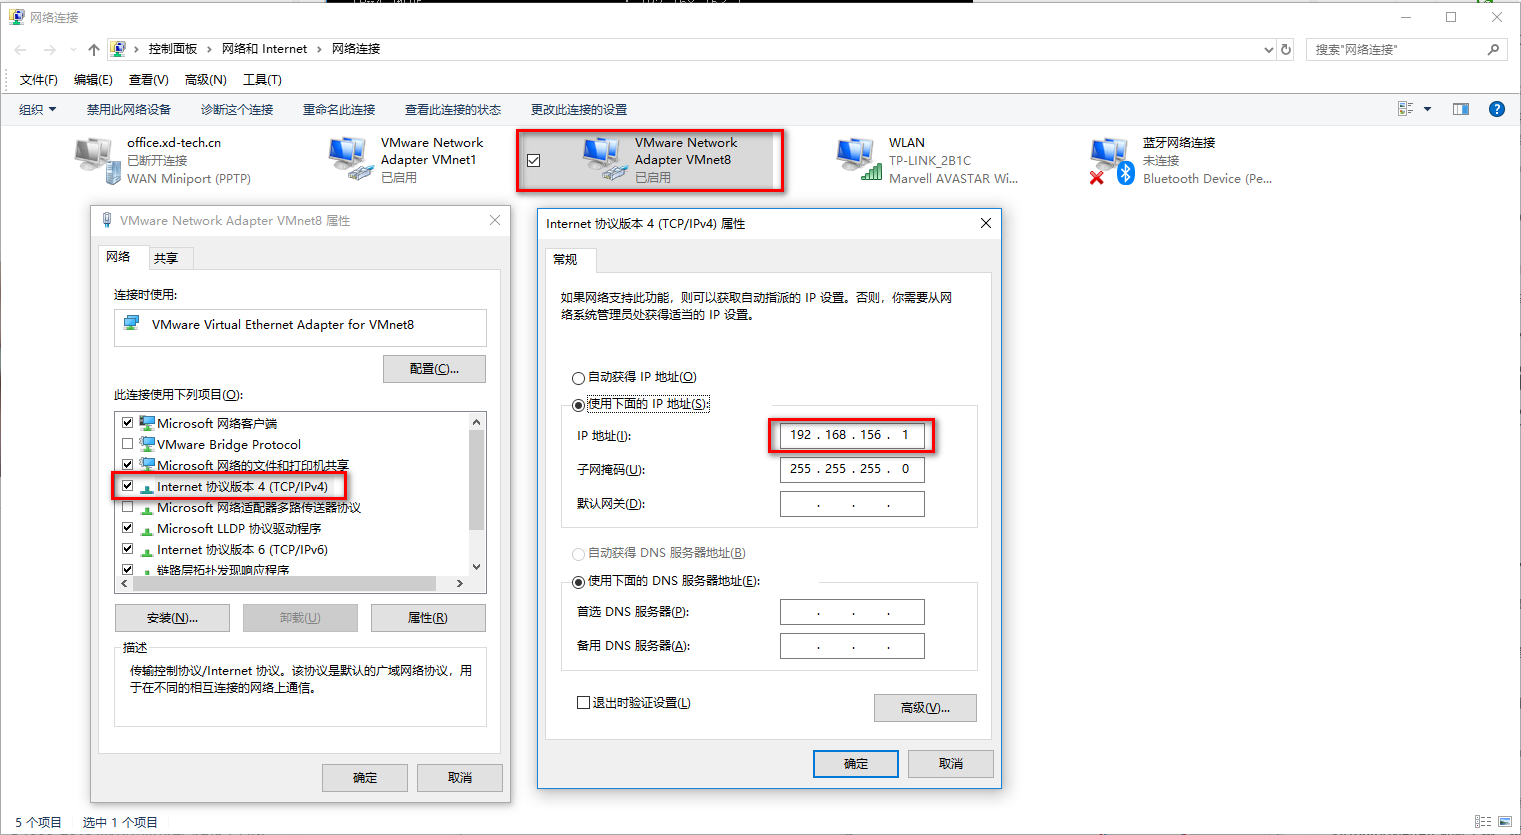 网络连接
控制面板 › 网络和 Internet › 网络连接
搜索"网络连接"
文件(F) 编辑(E) 查看(V) 高级(N) 工具(T)
组织 禁用此网络设备 诊断这个连接 重命名此连接 查看此连接的状态 更改此连接的设置
office.xd-tech.cn
已断开连接
WAN Miniport (PPTP)
VMware Network
Adapter VMnet1
已启用
VMware Network
Adapter VMnet8
已启用
WLAN
TP-LINK_2B1C
Marvell AVASTAR Wi...
蓝牙网络连接
未连接
Bluetooth Device (Pe...
VMware Network Adapter VMnet8 属性
网络 共享
连接时使用:
VMware Virtual Ethernet Adapter for VMnet8
配置(C)...
此连接使用下列项目(O):
Microsoft 网络客户端
VMware Bridge Protocol
Microsoft 网络的文件和打印机共享
Internet 协议版本 4 (TCP/IPv4)
Microsoft 网络适配器多路传送器协议
Microsoft LLDP 协议驱动程序
Internet 协议版本 6 (TCP/IPv6)
链路层拓扑发现响应程序
安装(N)... 卸载(U) 属性(R)
描述
传输控制协议/Internet 协议。该协议是默认的广域网络协议，用
于在不同的相互连接的网络上通信。
确定 取消
Internet 协议版本 4 (TCP/IPv4) 属性
常规
如果网络支持此功能，则可以获取自动指派的 IP 设置。否则，你需要从网
络系统管理员处获得适当的 IP 设置。
自动获得 IP 地址(O)
使用下面的 IP 地址(S):
IP 地址(I): 192 . 168 . 156 . 1
子网掩码(U): 255 . 255 . 255 . 0
默认网关(D): . . .
自动获得 DNS 服务器地址(B)
使用下面的 DNS 服务器地址(E):
首选 DNS 服务器(P): . . .
备用 DNS 服务器(A): . . .
退出时验证设置(L)
高级(V)...
确定 取消
5 个项目 选中 1 个项目